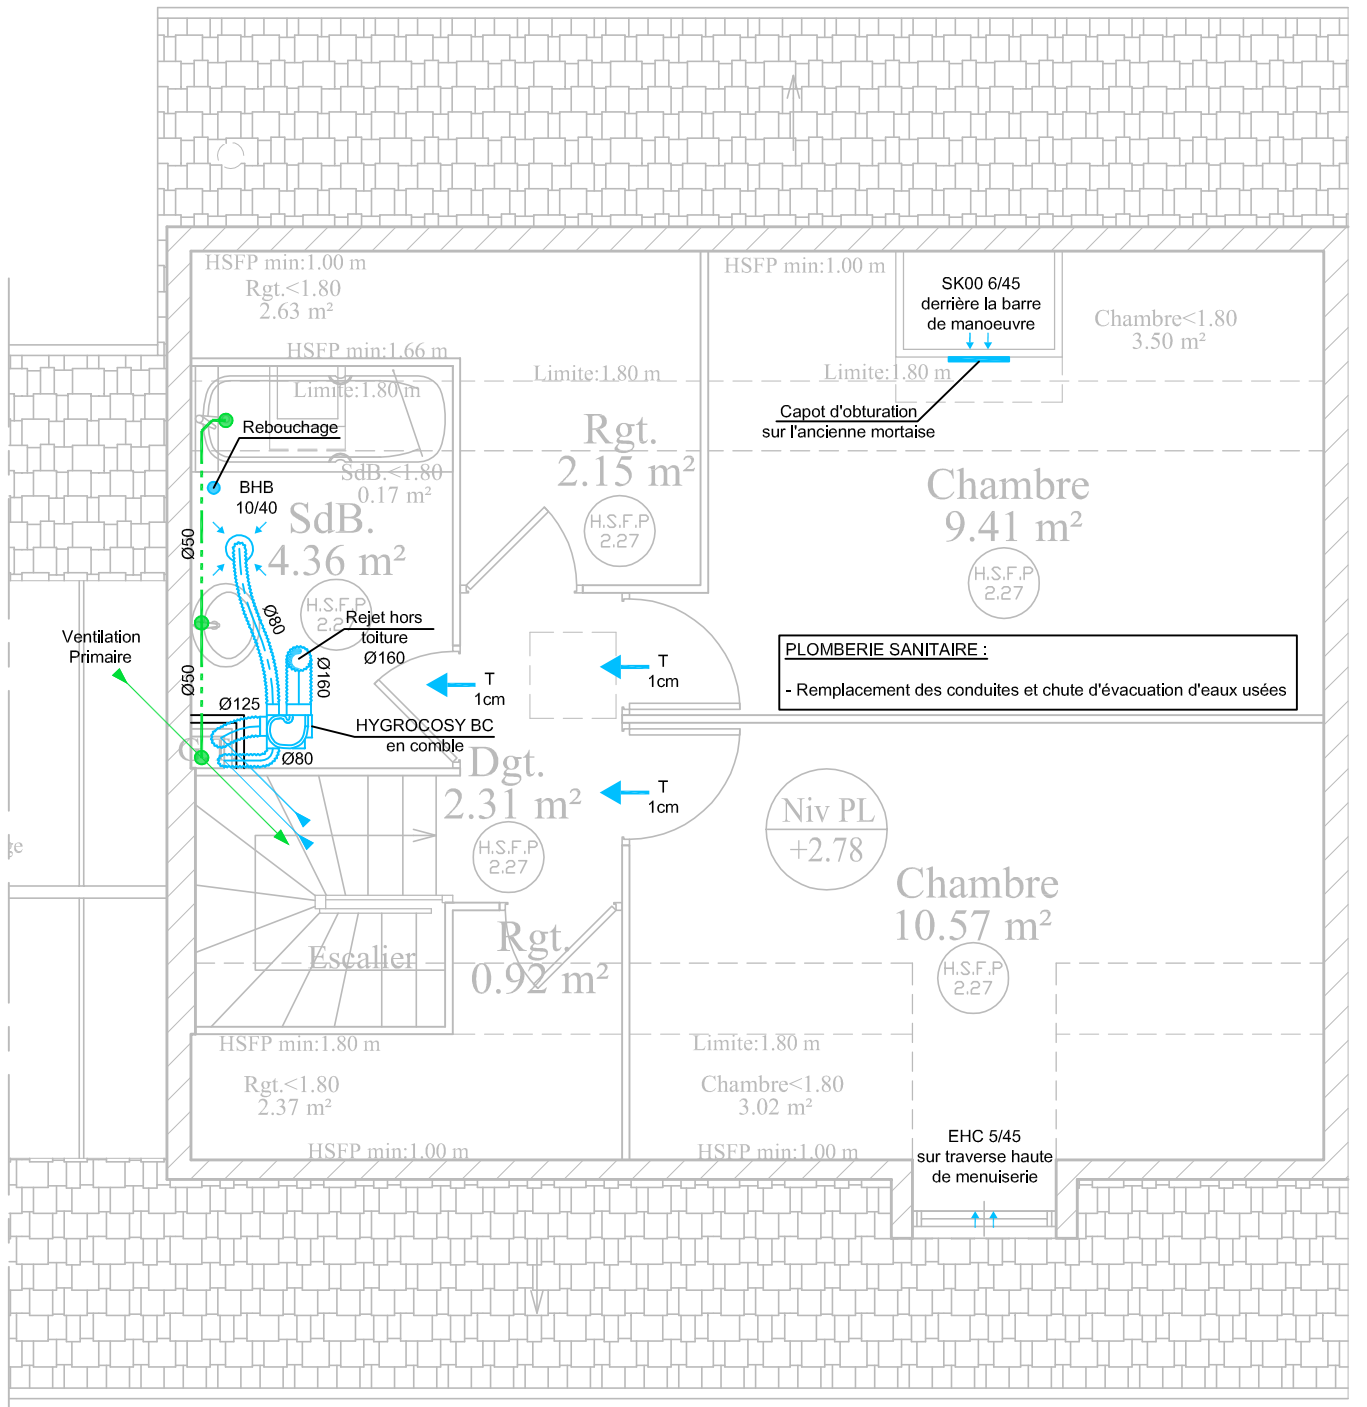 HSFP min:1.00 m
Rgt.<1.80
2.63 m²
HSFP min:1.66 m
Limite:1.80 m
Limite:1.80 m
HSFP min:1.00 m
SK00 6/45
derrière la barre
de manoeuvre
Chambre<1.80
3.50 m²
Limite:1.80 m
Capot d'obturation
sur l'ancienne mortaise
Rebouchage
SdB.<1.80
0.17 m²
BHB
10/40
SdB.
4.36 m²
H.S.F.P
Rgt.
2.15 m²
H.S.F.P
2.27
Chambre
9.41 m²
H.S.F.P
2.27
Ø50
Ø50
Ø80
Rejet hors
toiture
Ø160
Ø160
Ventilation
Primaire
Ø125
HYGROCOSY BC
en comble
Ø80
T
1cm
T
1cm
T
1cm
PLOMBERIE SANITAIRE :
- Remplacement des conduites et chute d'évacuation d'eaux usées
Dgt.
2.31 m²
H.S.F.P
2.27
Niv PL
+2.78
Chambre
10.57 m²
H.S.F.P
2.27
Escalier
Rgt.
0.92 m²
HSFP min:1.80 m
Rgt.<1.80
2.37 m²
HSFP min:1.00 m
Limite:1.80 m
Chambre<1.80
3.02 m²
HSFP min:1.00 m
EHC 5/45
sur traverse haute
de menuiserie